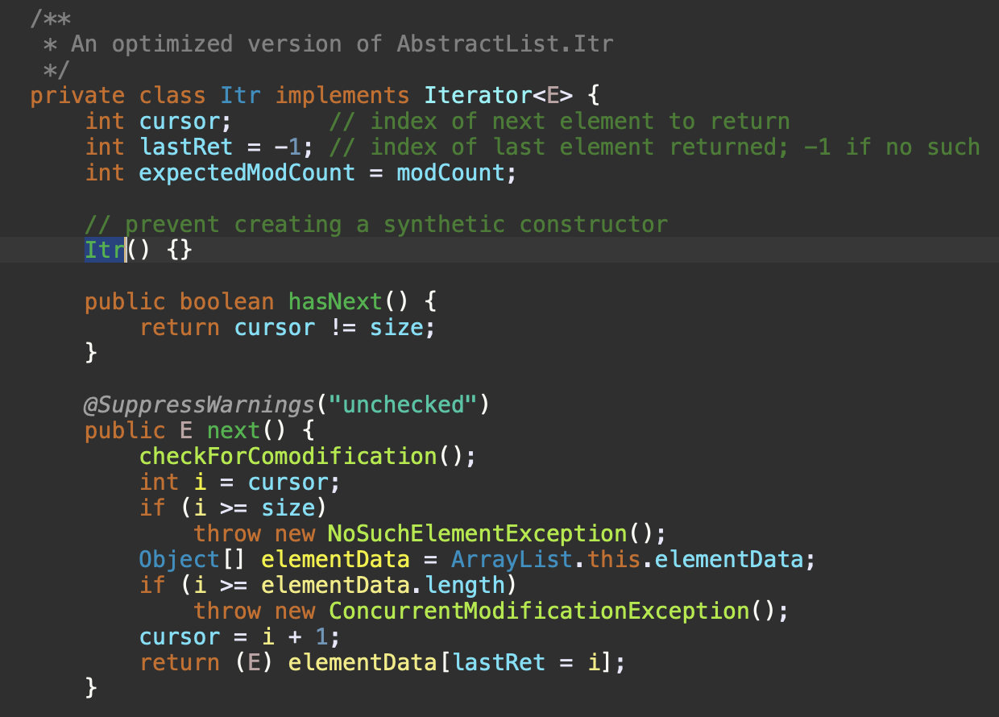 /**
 * An optimized version of AbstractList.Itr
 */
private class Itr implements Iterator<E> {
    int cursor;       // index of next element to return
    int lastRet = -1; // index of last element returned; -1 if no such
    int expectedModCount = modCount;

    // prevent creating a synthetic constructor
    Itr() {}

    public boolean hasNext() {
        return cursor != size;
    }

    @SuppressWarnings("unchecked")
    public E next() {
        checkForComodification();
        int i = cursor;
        if (i >= size)
            throw new NoSuchElementException();
        Object[] elementData = ArrayList.this.elementData;
        if (i >= elementData.length)
            throw new ConcurrentModificationException();
        cursor = i + 1;
        return (E) elementData[lastRet = i];
    }